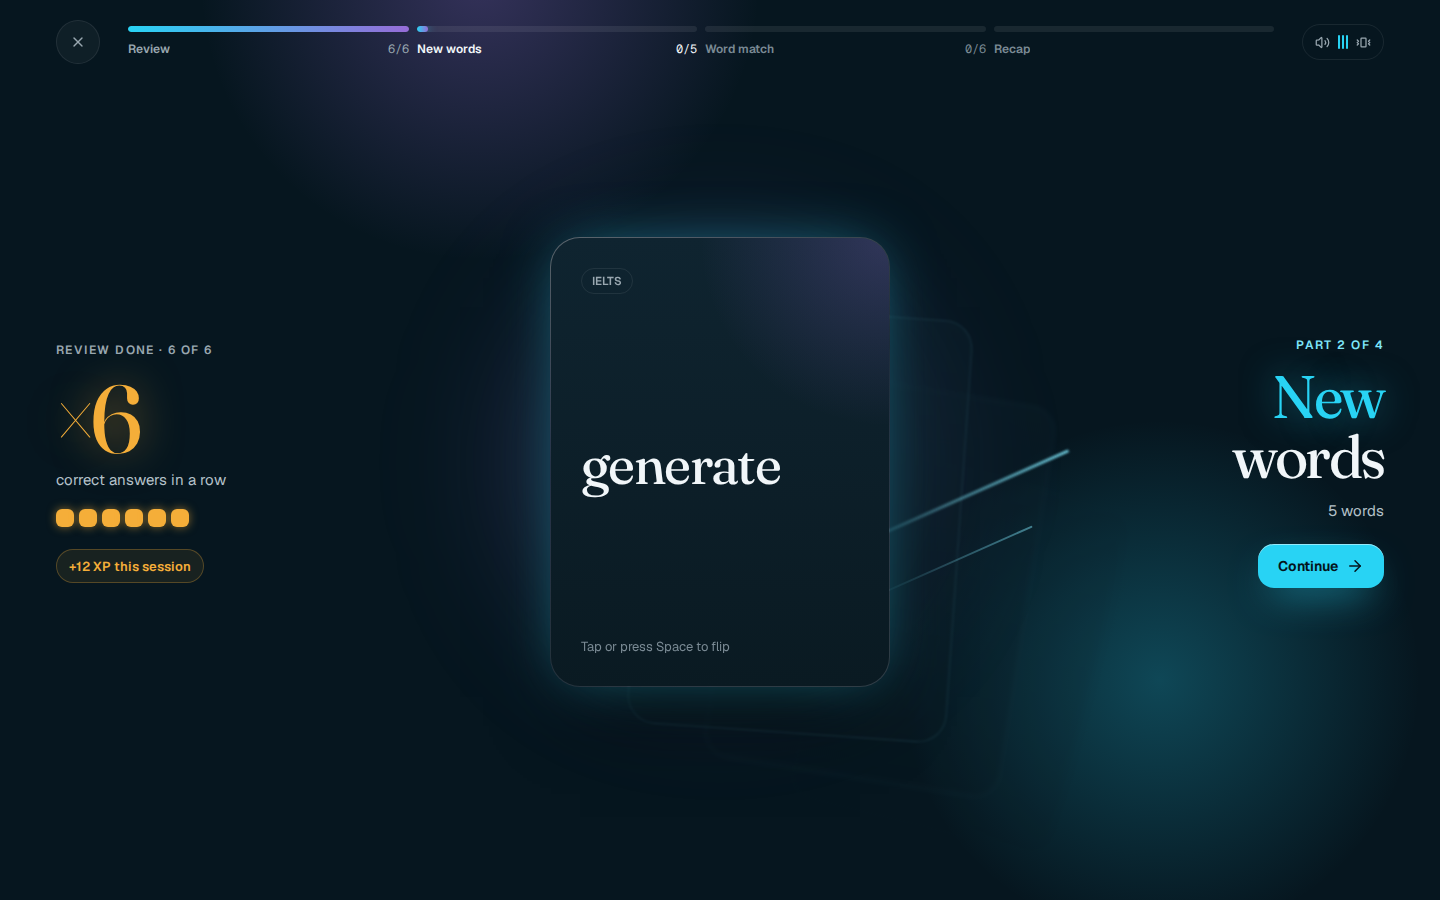 Review 6/6
New words 0/5
Word match 0/6
Recap
REVIEW DONE · 6 OF 6
×6
correct answers in a row
+12 XP this session
IELTS
generate
Tap or press Space to flip
PART 2 OF 4
New
words
5 words
Continue